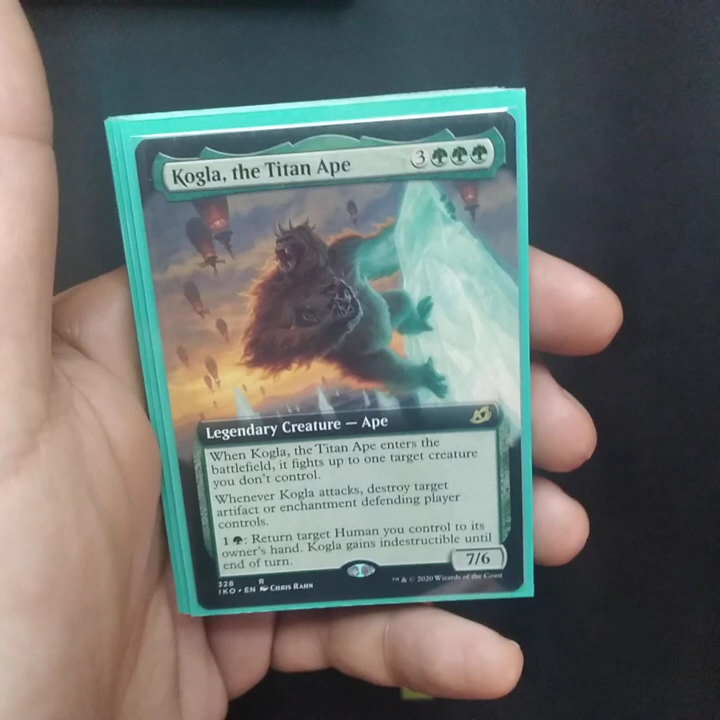 Kogla, the Titan Ape 3
Legendary Creature — Ape
When Kogla, the Titan Ape enters the
battlefield, it fights up to one target creature
you don't control.
Whenever Kogla attacks, destroy target
artifact or enchantment defending player
controls.
1 : Return target Human you control to its
owner's hand. Kogla gains indestructible until
end of turn.
7/6
328 R
IKO • EN Chris Rahn
™ & © 2020 Wizards of the Coast